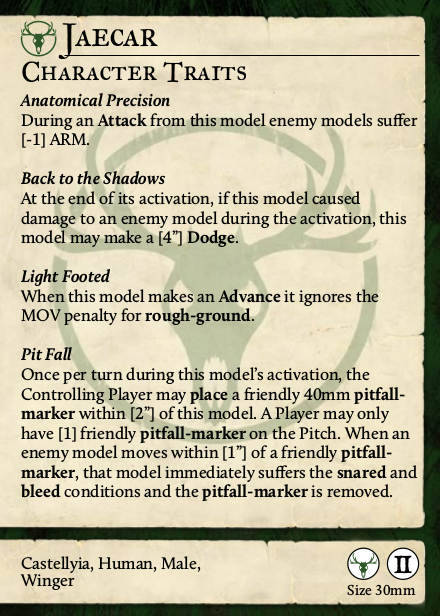 Jaecar
Character Traits
Anatomical Precision
During an Attack from this model enemy models suffer
[-1] ARM.
Back to the Shadows
At the end of its activation, if this model caused
damage to an enemy model during the activation, this
model may make a [4”] Dodge.
Light Footed
When this model makes an Advance it ignores the
MOV penalty for rough-ground.
Pit Fall
Once per turn during this model’s activation, the
Controlling Player may place a friendly 40mm pitfall-
marker within [2”] of this model. A Player may only
have [1] friendly pitfall-marker on the Pitch. When an
enemy model moves within [1”] of a friendly pitfall-
marker, that model immediately suffers the snared and
bleed conditions and the pitfall-marker is removed.
Castellyia, Human, Male,
Winger
II
Size 30mm